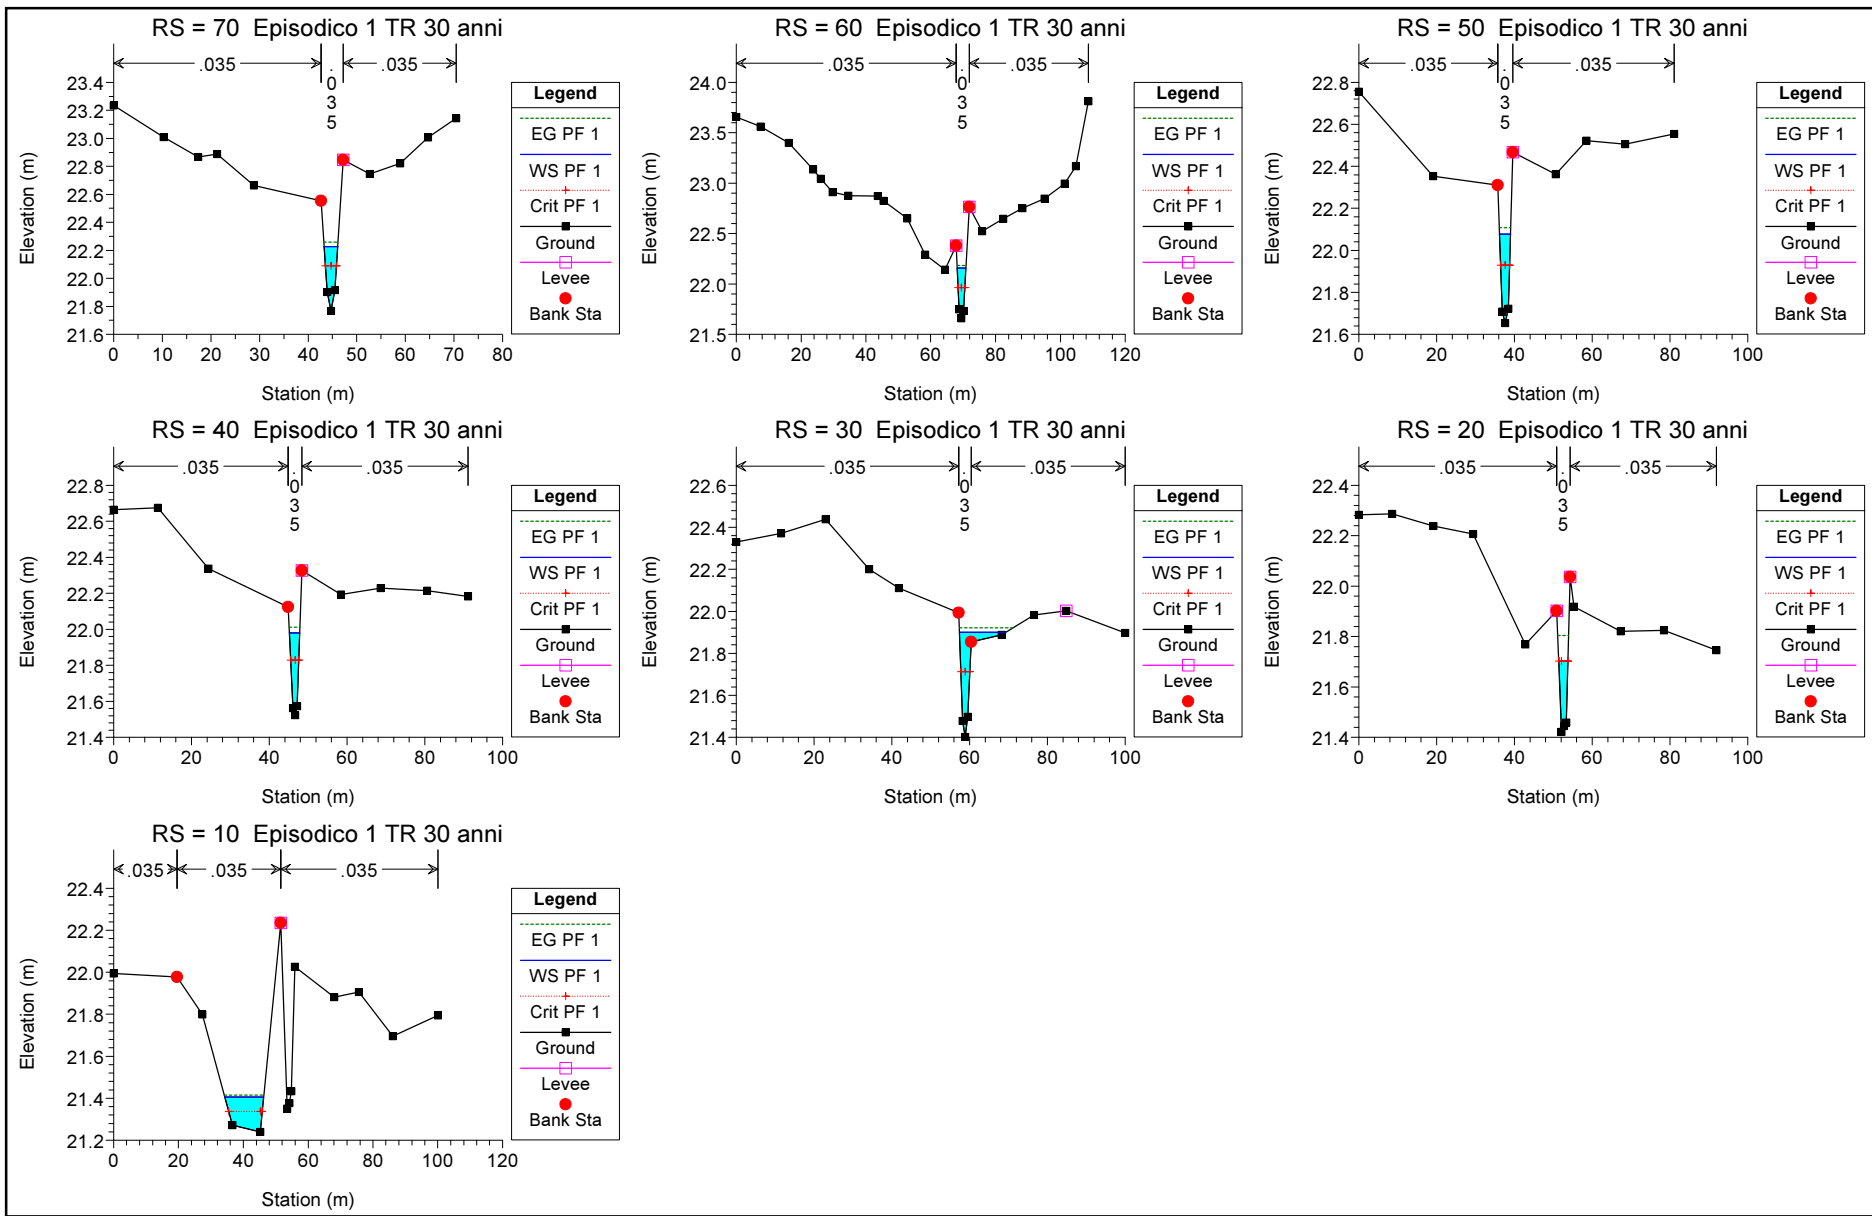 RS = 70 Episodico 1 TR 30 anni
.035
.035
.035
23.4
23.2
23.0
22.8
22.6
22.4
22.2
22.0
21.8
21.6
0
10
20
30
40
50
60
70
80
Elevation (m)
Station (m)
Legend
EG PF 1
WS PF 1
Crit PF 1
Ground
Levee
Bank Sta
RS = 60 Episodico 1 TR 30 anni
.035
.035
.035
24.0
23.5
23.0
22.5
22.0
21.5
0
20
40
60
80
100
120
Elevation (m)
Station (m)
Legend
EG PF 1
WS PF 1
Crit PF 1
Ground
Levee
Bank Sta
RS = 50 Episodico 1 TR 30 anni
.035
.035
.035
22.8
22.6
22.4
22.2
22.0
21.8
21.6
0
20
40
60
80
100
Elevation (m)
Station (m)
Legend
EG PF 1
WS PF 1
Crit PF 1
Ground
Levee
Bank Sta
RS = 40 Episodico 1 TR 30 anni
.035
.035
.035
22.8
22.6
22.4
22.2
22.0
21.8
21.6
21.4
0
20
40
60
80
100
Elevation (m)
Station (m)
Legend
EG PF 1
WS PF 1
Crit PF 1
Ground
Levee
Bank Sta
RS = 30 Episodico 1 TR 30 anni
.035
.035
.035
22.6
22.4
22.2
22.0
21.8
21.6
21.4
0
20
40
60
80
100
Elevation (m)
Station (m)
Legend
EG PF 1
WS PF 1
Crit PF 1
Ground
Levee
Bank Sta
RS = 20 Episodico 1 TR 30 anni
.035
.035
.035
22.4
22.2
22.0
21.8
21.6
21.4
0
20
40
60
80
100
Elevation (m)
Station (m)
Legend
EG PF 1
WS PF 1
Crit PF 1
Ground
Levee
Bank Sta
RS = 10 Episodico 1 TR 30 anni
.035
.035
.035
22.4
22.2
22.0
21.8
21.6
21.4
21.2
0
20
40
60
80
100
120
Elevation (m)
Station (m)
Legend
EG PF 1
WS PF 1
Crit PF 1
Ground
Levee
Bank Sta